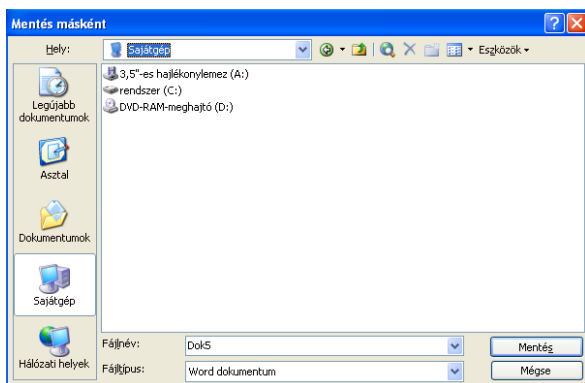 Mentés másként
Hely:
Sajátgép
Eszközök
3,5"-es hajlékonylemez (A:)
rendszer (C:)
DVD-RAM-meghajtó (D:)
Legújabb
dokumentumok
Asztal
Dokumentumok
Sajátgép
Hálózati helyek
Fájlnév:
Dok5
Mentés
Fájltípus:
Word dokumentum
Mégse